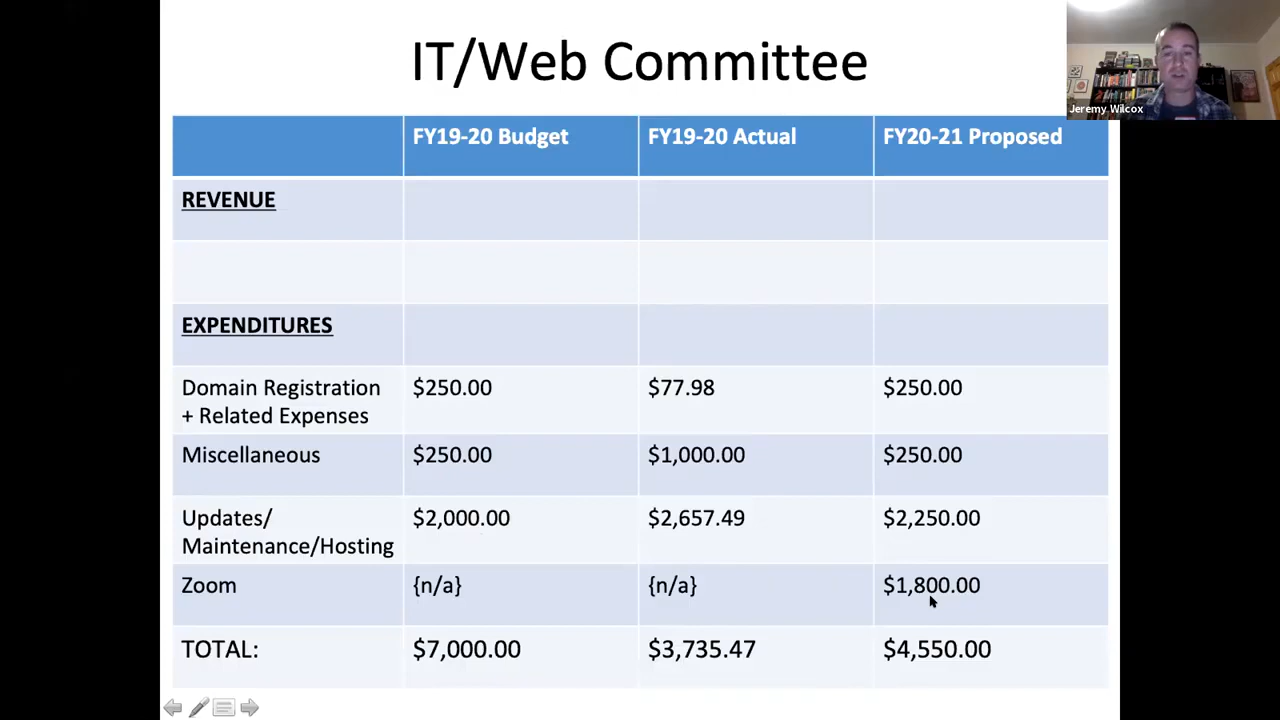 IT/Web Committee
Jeremy Wilcox
FY19-20 Budget FY19-20 Actual FY20-21 Proposed
REVENUE
EXPENDITURES
Domain Registration $250.00 $77.98 $250.00
+ Related Expenses
Miscellaneous $250.00 $1,000.00 $250.00
Updates/ $2,000.00 $2,657.49 $2,250.00
Maintenance/Hosting
Zoom {n/a} {n/a} $1,800.00
TOTAL: $7,000.00 $3,735.47 $4,550.00